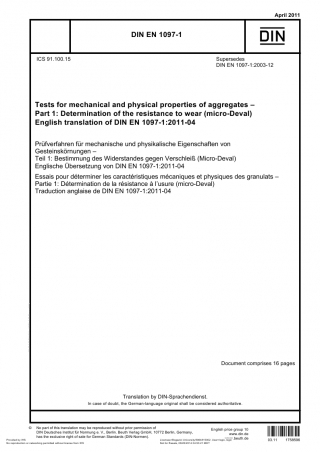 April 2011
DIN EN 1097-1
DIN
ICS 91.100.15
Supersedes
DIN EN 1097-1:2003-12
Tests for mechanical and physical properties of aggregates –
Part 1: Determination of the resistance to wear (micro-Deval)
English translation of DIN EN 1097-1:2011-04
Prüfverfahren für mechanische und physikalische Eigenschaften von
Gesteinskörnungen –
Teil 1: Bestimmung des Widerstandes gegen Verschleiß (Micro-Deval)
Englische Übersetzung von DIN EN 1097-1:2011-04
Essais pour déterminer les caractéristiques mécaniques et physiques des granulats –
Partie 1: Détermination de la résistance à l’usure (micro-Deval)
Traduction anglaise de DIN EN 1097-1:2011-04
Document comprises 16 pages
Translation by DIN-Sprachendienst.
In case of doubt, the German-language original shall be considered authoritative.
© No part of this translation may be reproduced without prior permission of
DIN Deutsches Institut für Normung e. V., Berlin. Beuth Verlag GmbH, 10772 Berlin, Germany,
has the exclusive right of sale for German Standards (DIN-Normen).
English price group 10
www.din.de
www.beuth.de
03.11